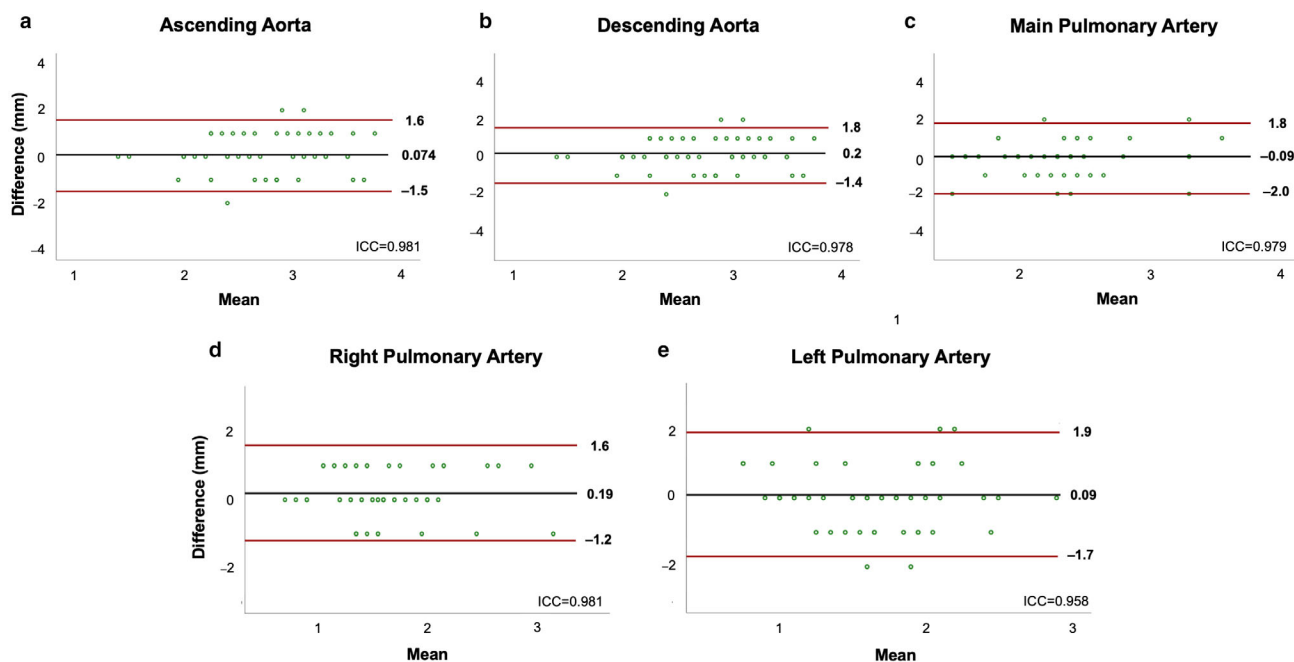 a
Ascending Aorta
Difference (mm)
4
2
0
–2
–4
1.6
0.074
–1.5
ICC=0.981
1 2 3 4
Mean
b
Descending Aorta
4
2
0
–2
–4
1.8
0.2
–1.4
ICC=0.978
1 2 3 4
Mean
c
Main Pulmonary Artery
4
2
0
–2
–4
1.8
–0.09
–2.0
ICC=0.979
2 3 4
Mean
1
d
Right Pulmonary Artery
Difference (mm)
2
0
–2
1.6
0.19
–1.2
ICC=0.981
1 2 3
Mean
e
Left Pulmonary Artery
2
0
–2
1.9
0.09
–1.7
ICC=0.958
1 2 3
Mean